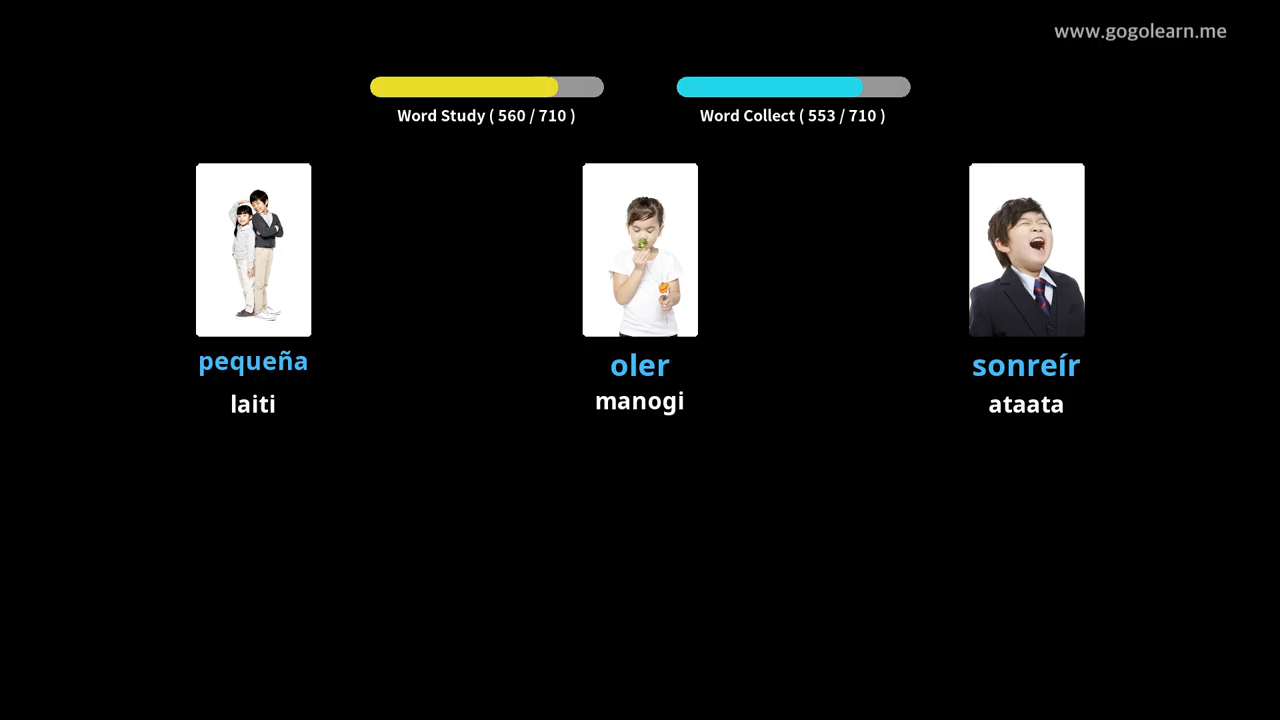 www.gogolearn.me
Word Study ( 560 / 710 )
Word Collect ( 553 / 710 )
pequeña
laiti
oler
manogi
sonreír
ataata